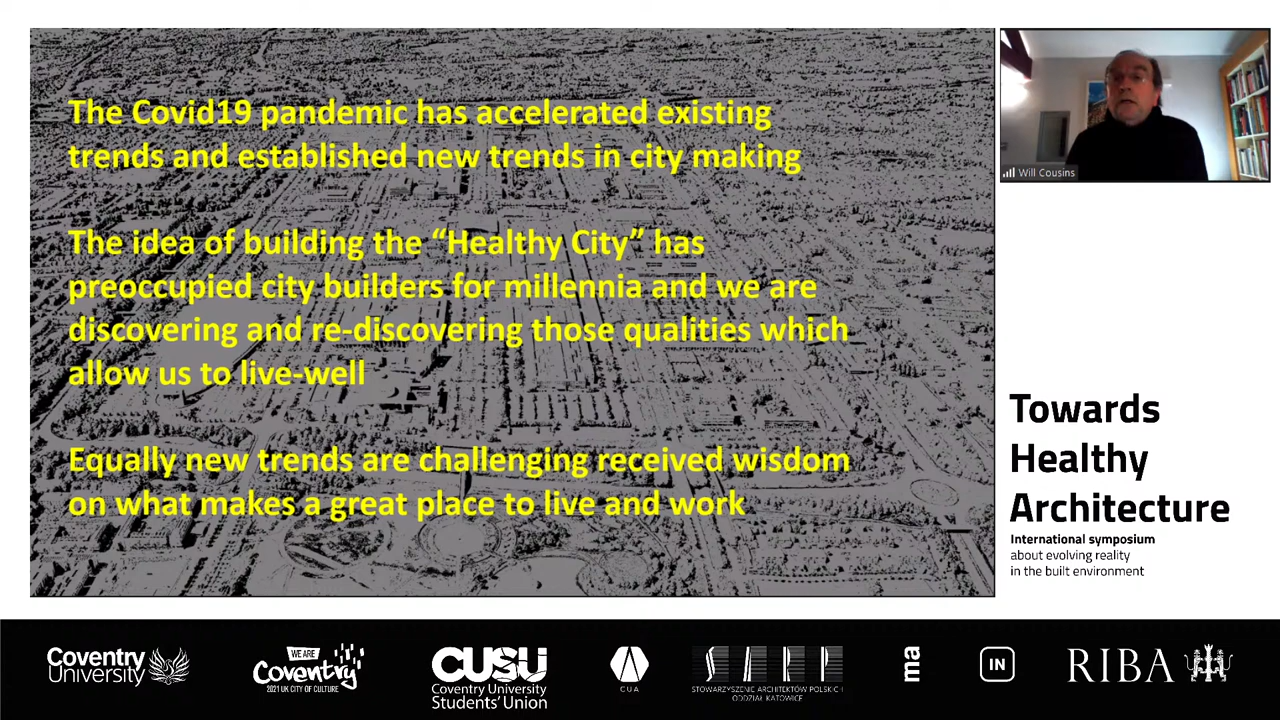 The Covid19 pandemic has accelerated existing
trends and established new trends in city making
The idea of building the “Healthy City” has
preoccupied city builders for millennia and we are
discovering and re-discovering those qualities which
allow us to live-well
Equally new trends are challenging received wisdom
on what makes a great place to live and work
Will Cousins
Towards
Healthy
Architecture
International symposium
about evolving reality
in the built environment
Coventry
University
WE ARE
Coventry
2021 UK CITY OF CULTURE
CUSU
Coventry University
Students' Union
CUA
SARP
STOWARZYSZENIE ARCHITEKTÓW POLSKICH
ODDZIAŁ KATOWICE
ma
IN
RIBA